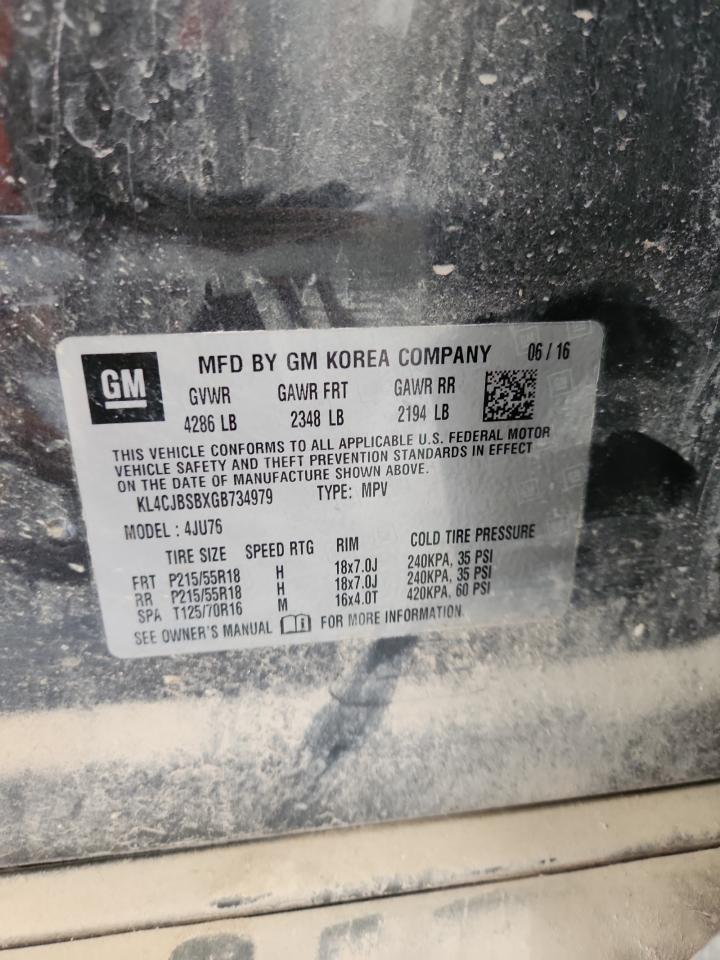 GM
MFD BY GM KOREA COMPANY 06 / 16
GVWR GAWR FRT GAWR RR
4286 LB 2348 LB 2194 LB
THIS VEHICLE CONFORMS TO ALL APPLICABLE U.S. FEDERAL MOTOR
VEHICLE SAFETY AND THEFT PREVENTION STANDARDS IN EFFECT
ON THE DATE OF MANUFACTURE SHOWN ABOVE.
KL4CJBSBXGB734979 TYPE: MPV
MODEL : 4JU76
TIRE SIZE SPEED RTG RIM COLD TIRE PRESSURE
FRT P215/55R18 H 18x7.0J 240KPA, 35 PSI
RR P215/55R18 H 18x7.0J 240KPA, 35 PSI
SPA T125/70R16 M 16x4.0T 420KPA, 60 PSI
SEE OWNER'S MANUAL FOR MORE INFORMATION